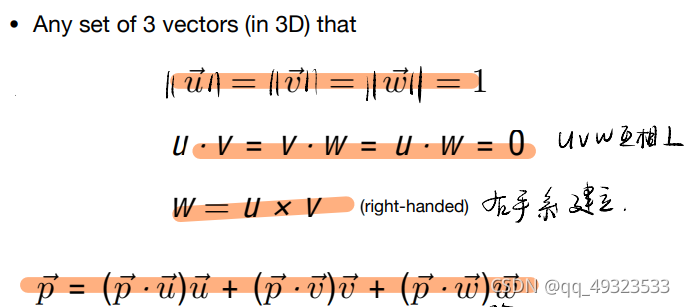 • Any set of 3 vectors (in 3D) that
||u⃗|| = ||v⃗|| = ||w⃗|| = 1
u · v = v · w = u · w = 0 uvw互相⊥
w = u × v (right-handed)右手系建立.
p⃗ = (p⃗ · u⃗)u⃗ + (p⃗ · v⃗)v⃗ + (p⃗ · w⃗)w⃗
CSDN @qq_49323533